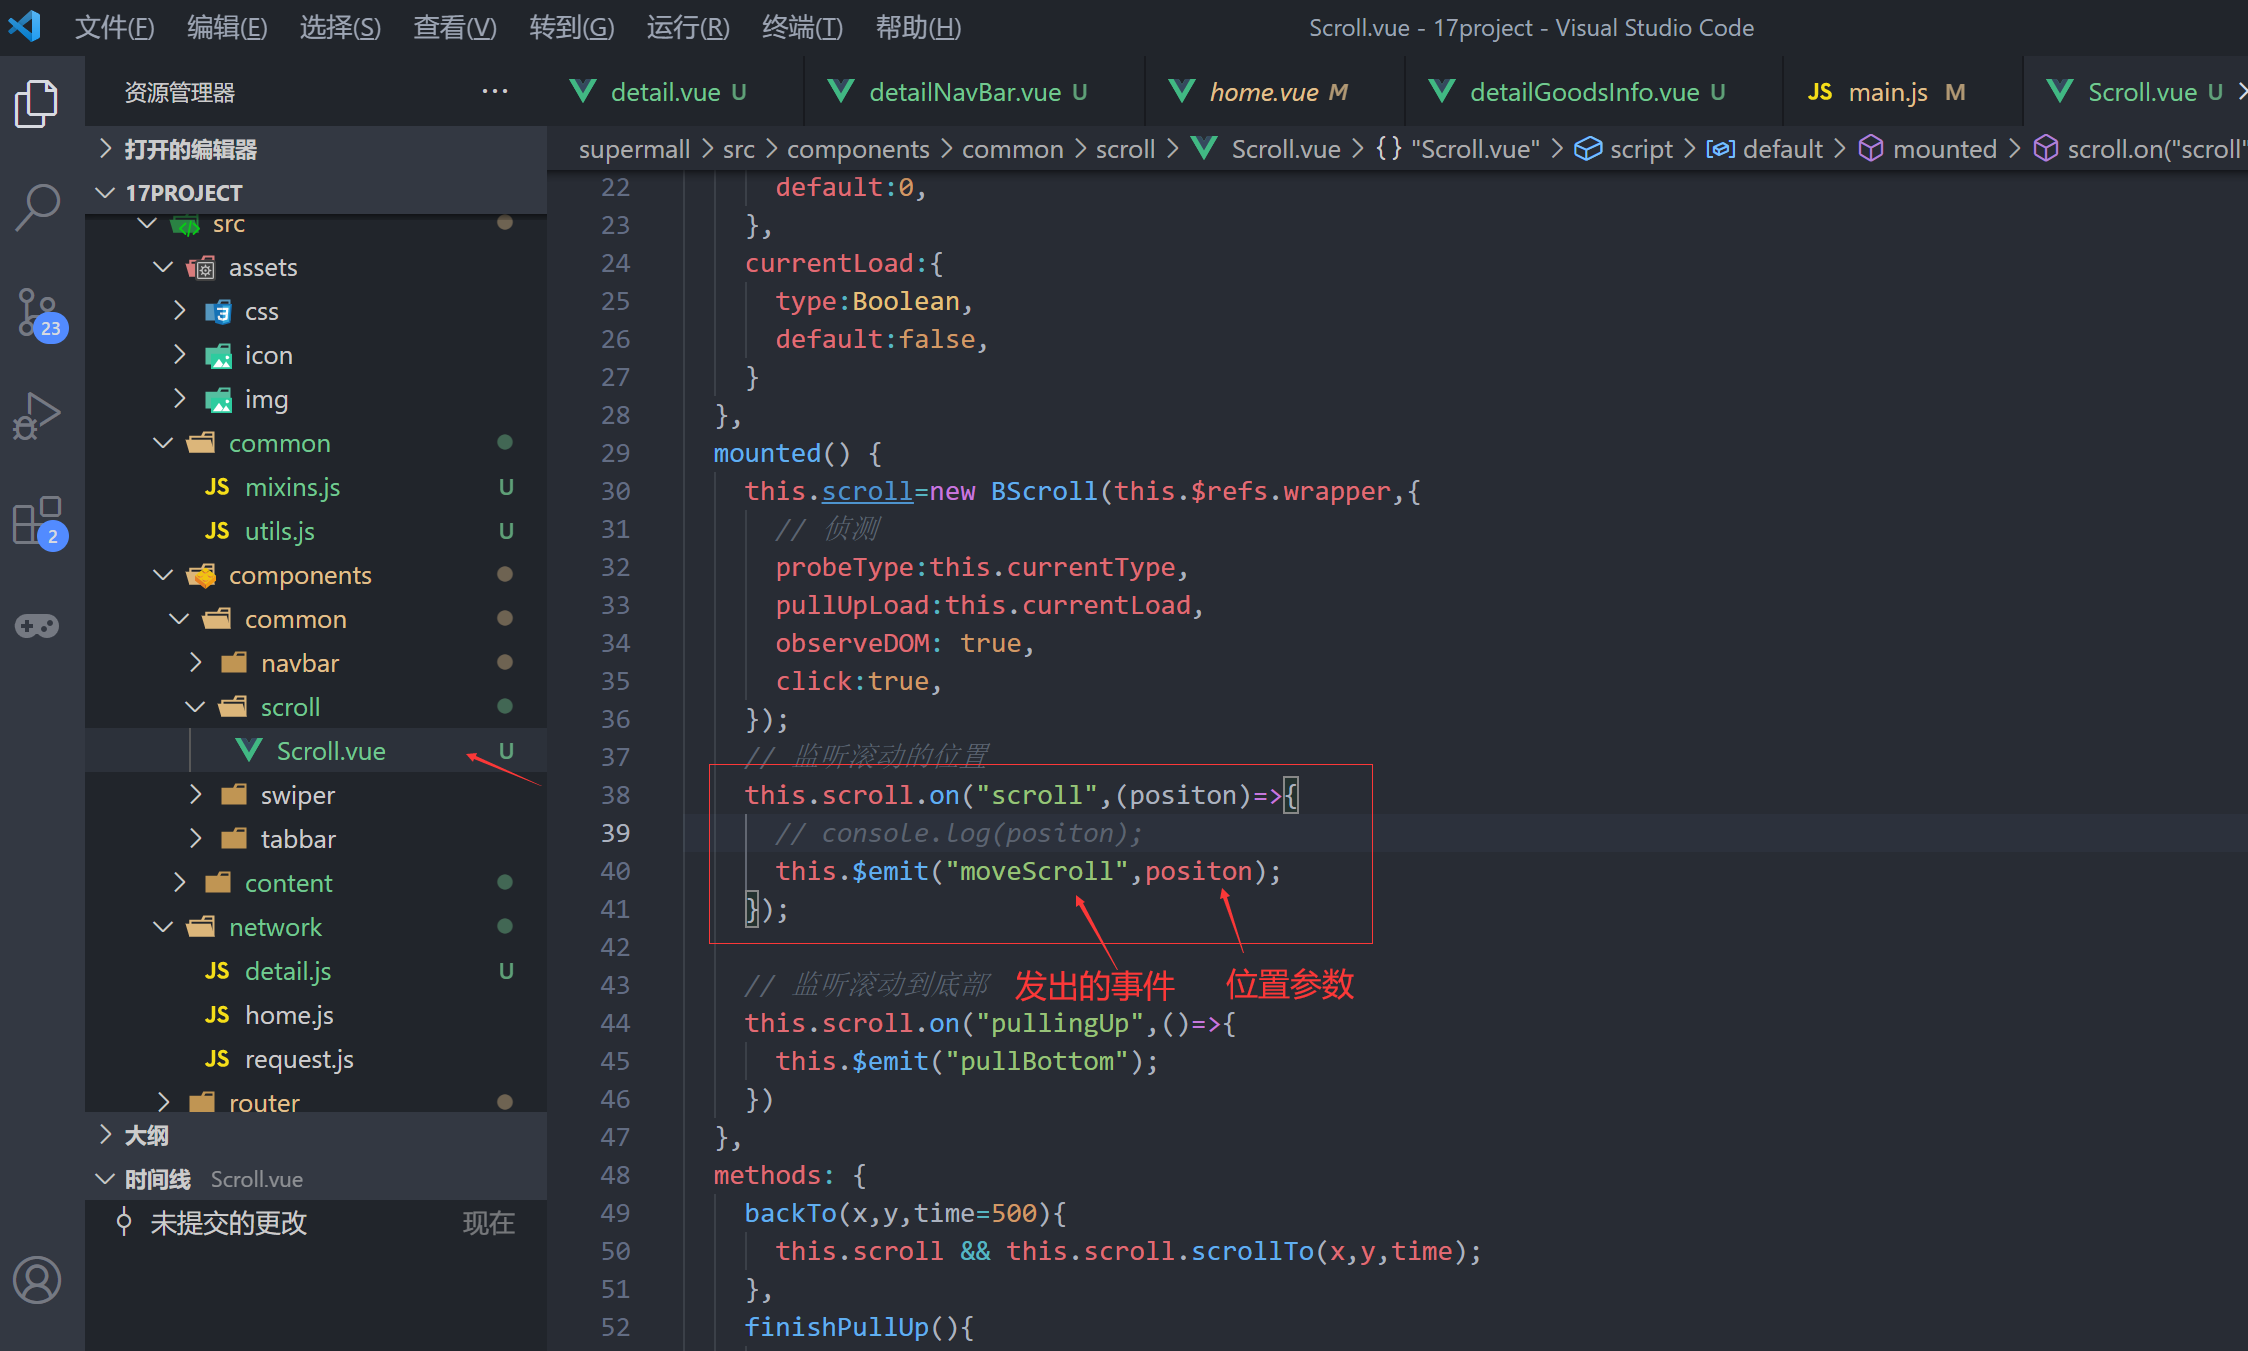 文件(F) 编辑(E) 选择(S) 查看(V) 转到(G) 运行(R) 终端(T) 帮助(H) Scroll.vue - 17project - Visual Studio Code
资源管理器 ···
detail.vue U detailNavBar.vue U home.vue M detailGoodsInfo.vue U JS main.js M Scroll.vue U
打开的编辑器
supermall > src > components > common > scroll > Scroll.vue > {} "Scroll.vue" > script > default > mounted > scroll.on("scroll"
17PROJECT
src
assets
css
icon
img
common
JS mixins.js U
JS utils.js U
components
common
navbar
scroll
Scroll.vue U
swiper
tabbar
content
network
JS detail.js U
JS home.js
JS request.js
router
大纲
时间线 Scroll.vue
未提交的更改 现在
23
2
22 default:0,
23 },
24 currentLoad:{
25 type:Boolean,
26 default:false,
27 }
28 },
29 mounted() {
30 this.scroll=new BScroll(this.$refs.wrapper,{
31 // 侦测
32 probeType:this.currentType,
33 pullUpLoad:this.currentLoad,
34 observeDOM: true,
35 click:true,
36 });
37 // 监听滚动的位置
38 this.scroll.on("scroll",(positon)=>{
39 // console.log(positon);
40 this.$emit("moveScroll",positon);
41 });
42
43 // 监听滚动到底部
发出的事件 位置参数
44 this.scroll.on("pullingUp",()=>{
45 this.$emit("pullBottom");
46 })
47 },
48 methods: {
49 backTo(x,y,time=500){
50 this.scroll && this.scroll.scrollTo(x,y,time);
51 },
52 finishPullUp(){